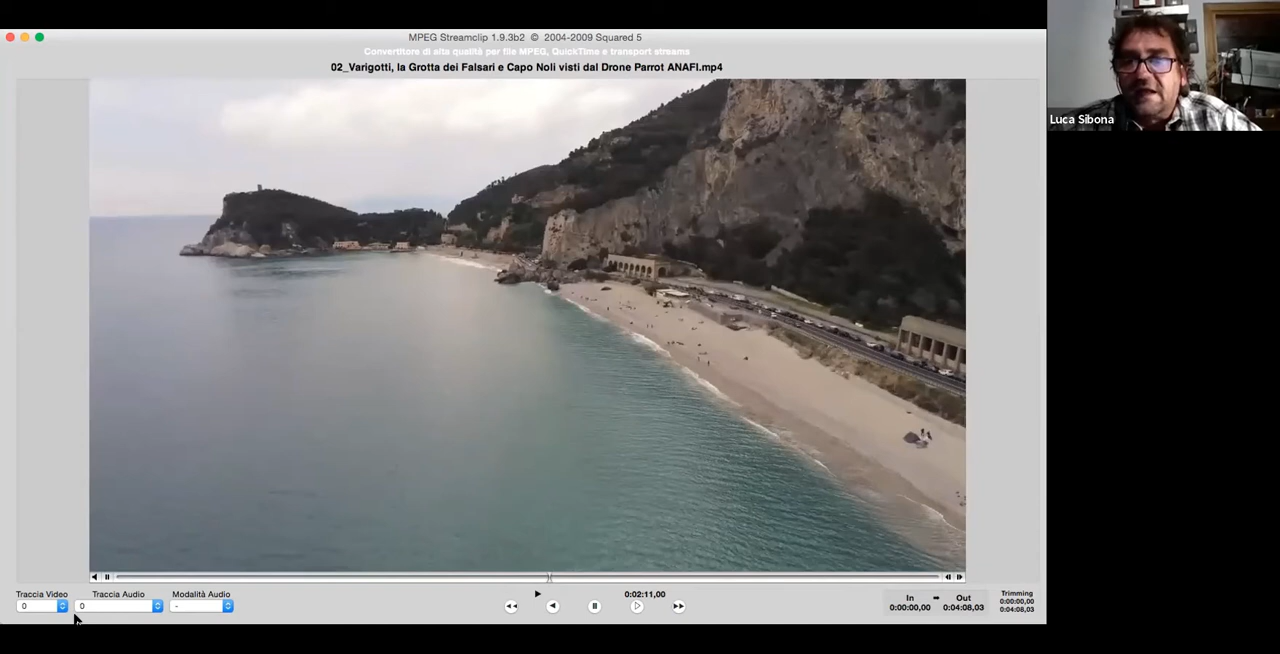 MPEG Streamclip 1.9.3b2 © 2004-2009 Squared 5
Convertitore di alta qualità per file MPEG, QuickTime e transport streams
02_Varigotti, la Grotta dei Falsari e Capo Noli visti dal Drone Parrot ANAFI.mp4
Luca Sibona
Traccia Video
Traccia Audio
Modalità Audio
0
0
-
0:02:11,00
In
Out
0:00:00,00
0:04:08,03
Trimming
0:00:00,00
0:04:08,03